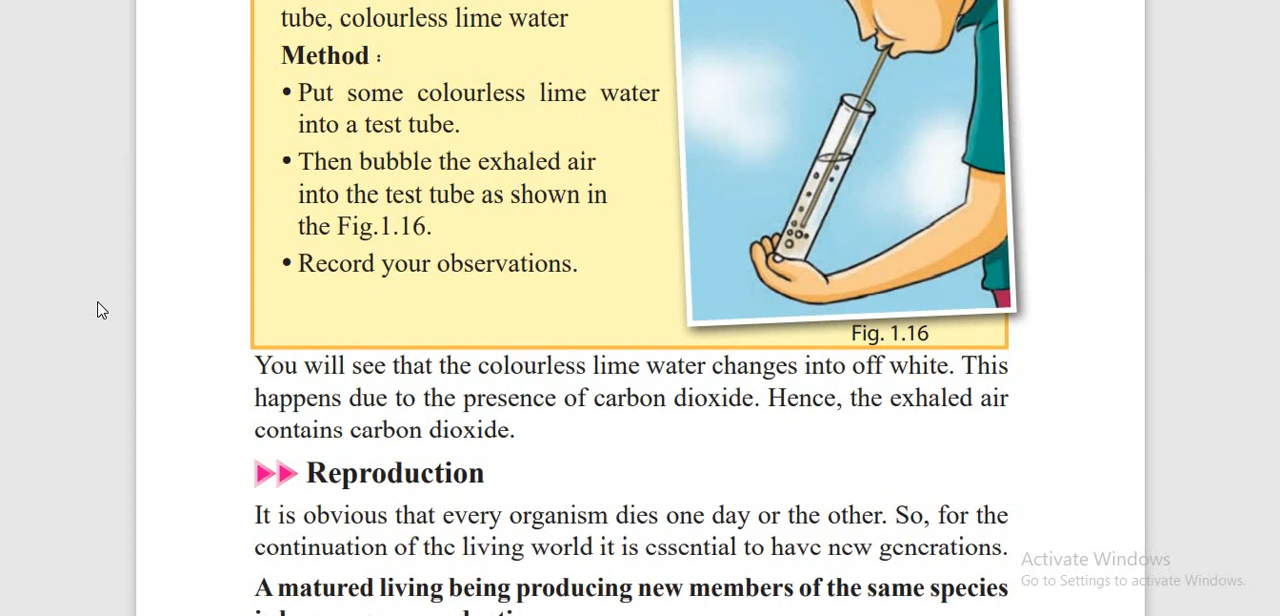 tube, colourless lime water
Method :
• Put some colourless lime water
into a test tube.
• Then bubble the exhaled air
into the test tube as shown in
the Fig.1.16.
• Record your observations.
Fig. 1.16
You will see that the colourless lime water changes into off white. This
happens due to the presence of carbon dioxide. Hence, the exhaled air
contains carbon dioxide.
Reproduction
It is obvious that every organism dies one day or the other. So, for the
continuation of the living world it is essential to have new generations.
A matured living being producing new members of the same species
Activate Windows
Go to Settings to activate Windows.